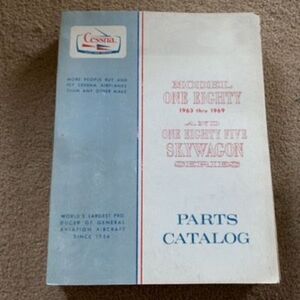 Cessna
MORE PEOPLE BUY AND
FLY CESSNA AIRPLANES
THAN ANY OTHER MAKE
MODEL
ONE EIGHTY
1963 thru 1969
AND
ONE EIGHTY FIVE
SKYWAGON
SERIES
WORLD'S LARGEST PRO
DUCER OF GENERAL
AVIATION AIRCRAFT
SINCE 1956
PARTS
CATALOG